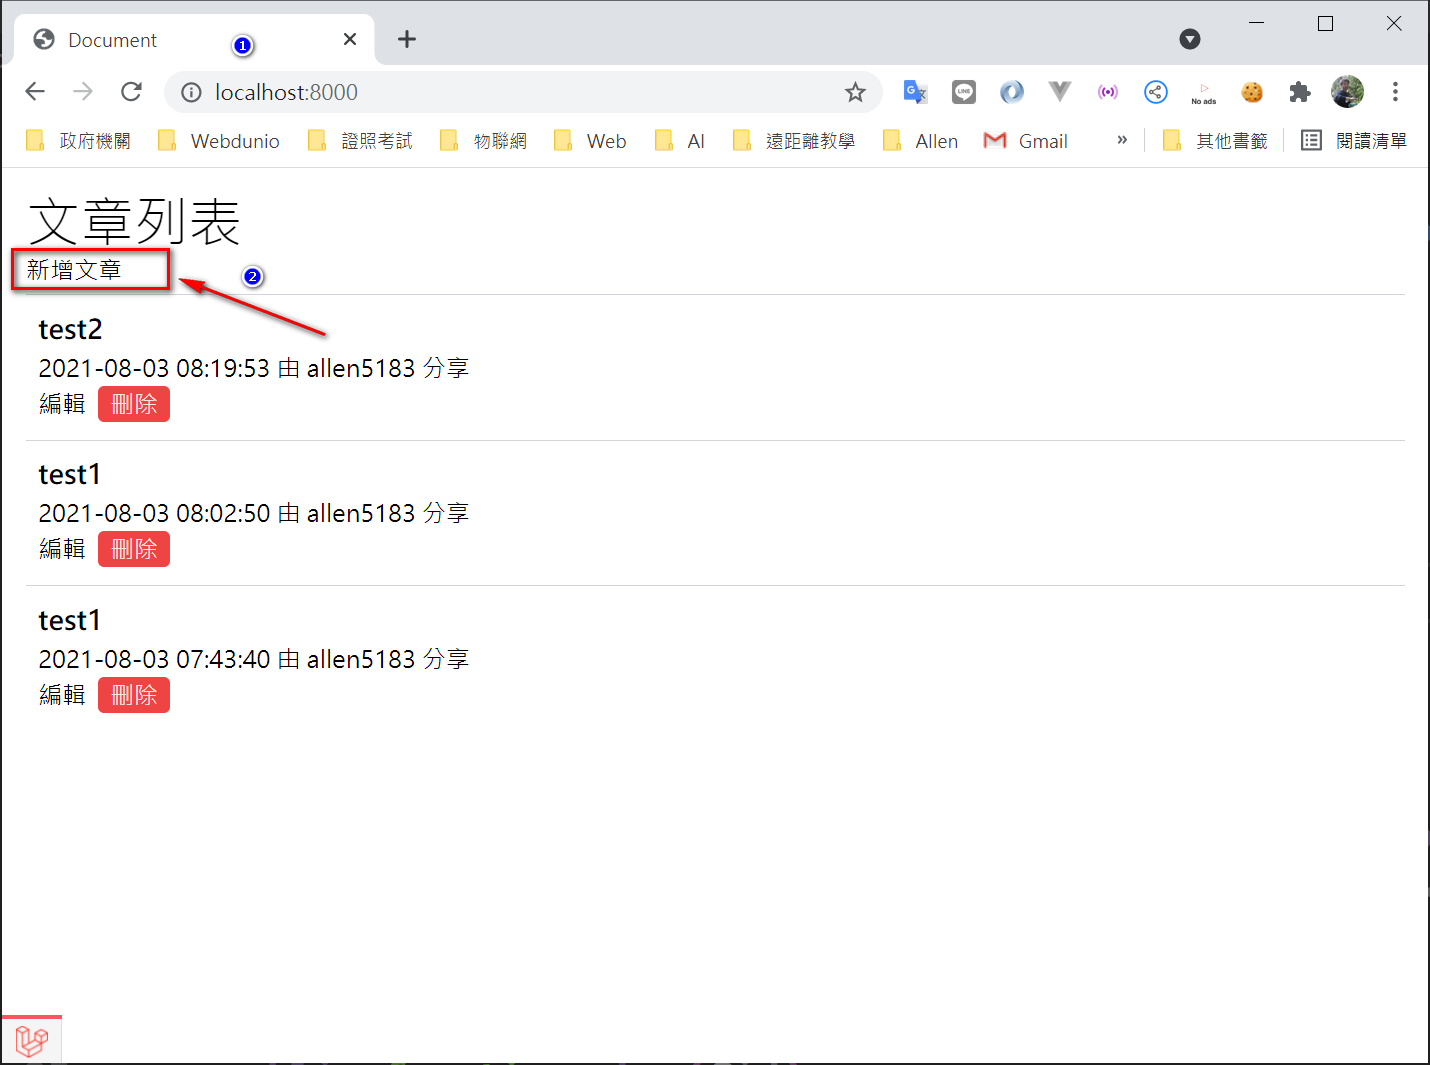 Document
1
localhost:8000
No ads
政府機關
Webdunio
證照考試
物聯網
Web
AI
遠距離教學
Allen
Gmail
»
其他書籤
閱讀清單
文章列表
新增文章
2
test2
2021-08-03 08:19:53 由 allen5183 分享
編輯 刪除
test1
2021-08-03 08:02:50 由 allen5183 分享
編輯 刪除
test1
2021-08-03 07:43:40 由 allen5183 分享
編輯 刪除